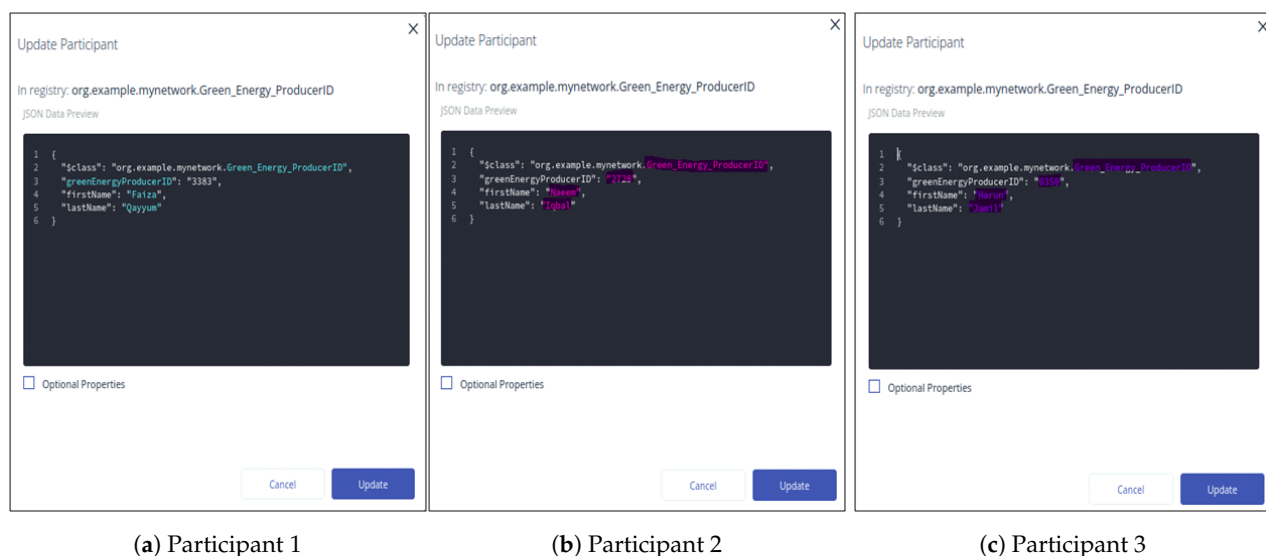 Update Participant
X
In registry: org.example.mynetwork.Green_Energy_ProducerID
JSON Data Preview
1 {
2 "$class": "org.example.mynetwork.Green_Energy_ProducerID",
3 "greenEnergyProducerID": "3383",
4 "firstName": "Faiza",
5 "lastName": "Qayyum"
6 }
Optional Properties
Cancel
Update
(a) Participant 1
Update Participant
X
In registry: org.example.mynetwork.Green_Energy_ProducerID
JSON Data Preview
1 {
2 "$class": "org.example.mynetwork.Green_Energy_ProducerID",
3 "greenEnergyProducerID": "2728",
4 "firstName": "Naeem",
5 "lastName": "Iqbal"
6 }
Optional Properties
Cancel
Update
(b) Participant 2
Update Participant
X
In registry: org.example.mynetwork.Green_Energy_ProducerID
JSON Data Preview
1 {
2 "$class": "org.example.mynetwork.Green_Energy_ProducerID",
3 "greenEnergyProducerID":
4 "firstName": "Harun",
5 "lastName": "Jamil"
6 }
Optional Properties
Cancel
Update
(c) Participant 3